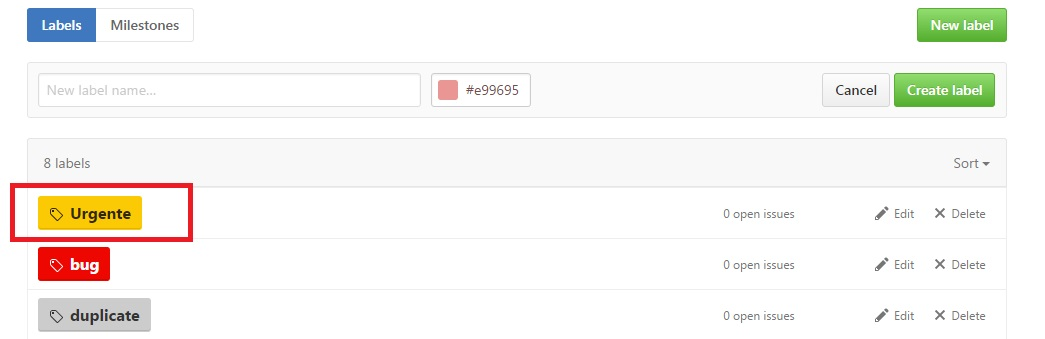 Labels Milestones New label
New label name... #e99695 Cancel Create label
8 labels Sort
Urgente 0 open issues Edit Delete
bug 0 open issues Edit Delete
duplicate 0 open issues Edit Delete